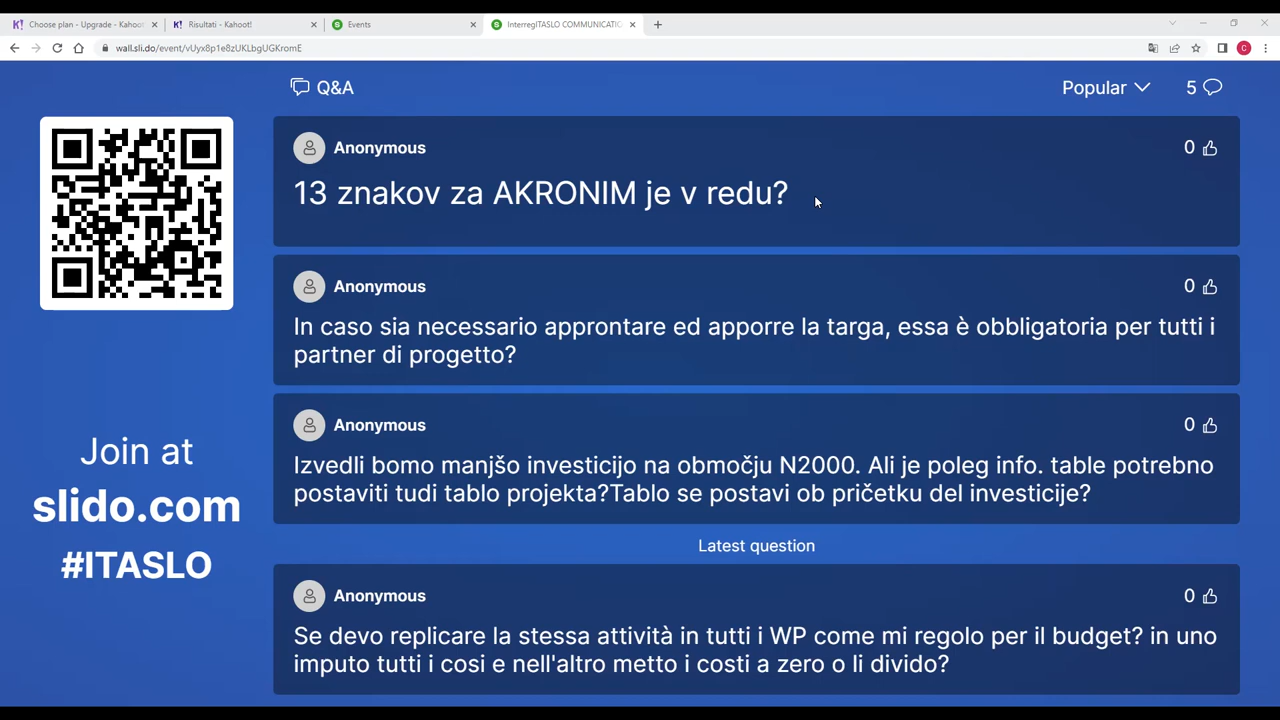 Choose plan - Upgrade - Kahoot!
Risultati - Kahoot!
Events
InterregITASLO COMMUNICATIO
wall.sli.do/event/vUyx8p1e8zUKLbgUGKromE
C
Q&A
Popular
5
Anonymous
0
13 znakov za AKRONIM je v redu?
Anonymous
0
In caso sia necessario approntare ed apporre la targa, essa è obbligatoria per tutti i
partner di progetto?
Anonymous
0
Izvedli bomo manjšo investicijo na območju N2000. Ali je poleg info. table potrebno
postaviti tudi tablo projekta?Tablo se postavi ob pričetku del investicije?
Join at
slido.com
#ITASLO
Latest question
Anonymous
0
Se devo replicare la stessa attività in tutti i WP come mi regolo per il budget? in uno
imputo tutti i cosi e nell'altro metto i costi a zero o li divido?